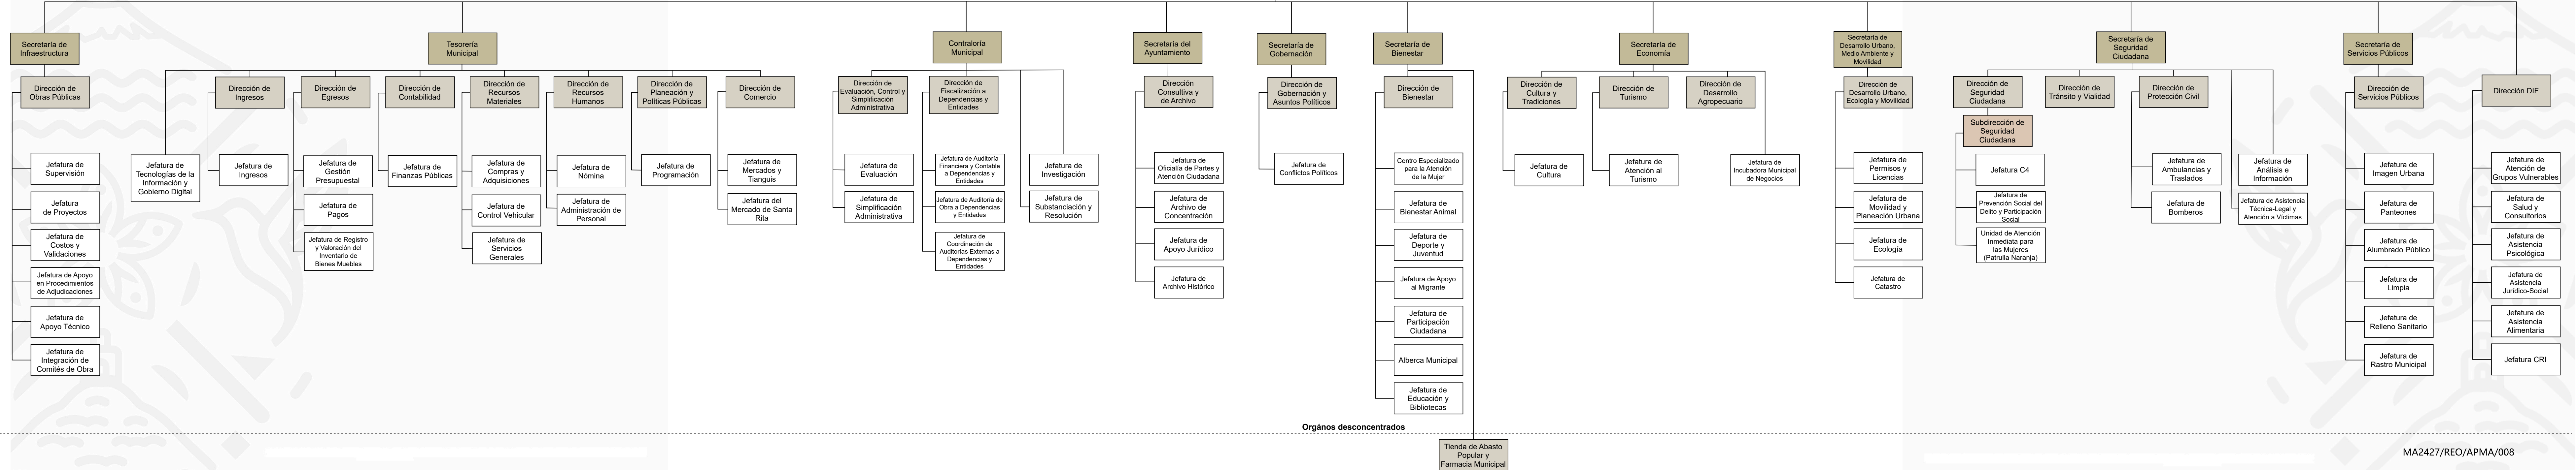 Secretaría de
Infraestructura
Dirección de
Obras Públicas
Jefatura de
Supervisión
Jefatura
de Proyectos
Jefatura de
Costos y
Validaciones
Jefatura de Apoyo
en Procedimientos
de Adjudicaciones
Jefatura de
Apoyo Técnico
Jefatura de
Integración de
Comités de Obra
Tesorería
Municipal
Jefatura de
Tecnologías de la
Información y
Gobierno Digital
Dirección de
Ingresos
Jefatura de
Ingresos
Dirección de
Egresos
Jefatura de
Gestión
Presupuestal
Jefatura de
Pagos
Jefatura de Registro
y Valoración del
Inventario de
Bienes Muebles
Dirección de
Contabilidad
Jefatura de
Finanzas Públicas
Dirección de
Recursos
Materiales
Jefatura de
Compras y
Adquisiciones
Jefatura de
Control Vehicular
Jefatura de
Servicios
Generales
Dirección de
Recursos
Humanos
Jefatura de
Nómina
Jefatura de
Administración de
Personal
Dirección de
Planeación y
Políticas Públicas
Jefatura de
Programación
Dirección de
Comercio
Jefatura de
Mercados y
Tianguis
Jefatura del
Mercado de Santa
Rita
Contraloría
Municipal
Dirección de
Evaluación, Control y
Simplificación
Administrativa
Jefatura de
Evaluación
Jefatura de
Simplificación
Administrativa
Dirección de
Fiscalización a
Dependencias y
Entidades
Jefatura de Auditoría
Financiera y Contable
a Dependencias y
Entidades
Jefatura de Auditoría de
Obra a Dependencias
y Entidades
Jefatura de
Coordinación de
Auditorías Externas a
Dependencias y
Entidades
Jefatura de
Investigación
Jefatura de
Substanciación y
Resolución
Secretaría del
Ayuntamiento
Dirección
Consultiva y
de Archivo
Jefatura de
Oficialía de Partes y
Atención Ciudadana
Jefatura de
Archivo de
Concentración
Jefatura de
Apoyo Jurídico
Jefatura de
Archivo Histórico
Secretaría de
Gobernación
Dirección de
Gobernación y
Asuntos Políticos
Jefatura de
Conflictos Políticos
Secretaría de
Bienestar
Dirección de
Bienestar
Centro Especializado
para la Atención
de la Mujer
Jefatura de
Bienestar Animal
Jefatura de
Deporte y
Juventud
Jefatura de Apoyo
al Migrante
Jefatura de
Participación
Ciudadana
Alberca Municipal
Jefatura de
Educación y
Bibliotecas
Secretaría de
Economía
Dirección de
Cultura y
Tradiciones
Jefatura de
Cultura
Dirección de
Turismo
Jefatura de
Atención al
Turismo
Dirección de
Desarrollo
Agropecuario
Jefatura de
Incubadora Municipal
de Negocios
Secretaría de
Desarrollo Urbano,
Medio Ambiente y
Movilidad
Dirección de
Desarrollo Urbano,
Ecología y Movilidad
Jefatura de
Permisos y
Licencias
Jefatura de
Movilidad y
Planeación Urbana
Jefatura de
Ecología
Jefatura de
Catastro
Secretaría de
Seguridad
Ciudadana
Dirección de
Seguridad
Ciudadana
Subdirección de
Seguridad
Ciudadana
Jefatura C4
Jefatura de
Prevención Social del
Delito y Participación
Social
Unidad de Atención
Inmediata para
las Mujeres
(Patrulla Naranja)
Dirección de
Tránsito y Vialidad
Dirección de
Protección Civil
Jefatura de
Ambulancias y
Traslados
Jefatura de
Bomberos
Jefatura de
Análisis e
Información
Jefatura de Asistencia
Técnica-Legal y
Atención a Víctimas
Secretaría de
Servicios Públicos
Dirección de
Servicios Públicos
Jefatura de
Imagen Urbana
Jefatura de
Panteones
Jefatura de
Alumbrado Público
Jefatura de
Limpia
Jefatura de
Relleno Sanitario
Jefatura de
Rastro Municipal
Dirección DIF
Jefatura de
Atención de
Grupos Vulnerables
Jefatura de
Salud y
Consultorios
Jefatura de
Asistencia
Psicológica
Jefatura de
Asistencia
Jurídico-Social
Jefatura de
Asistencia
Alimentaria
Jefatura CRI
Orgános desconcentrados
Tienda de Abasto
Popular y
Farmacia Municipal
MA2427/REO/APMA/008